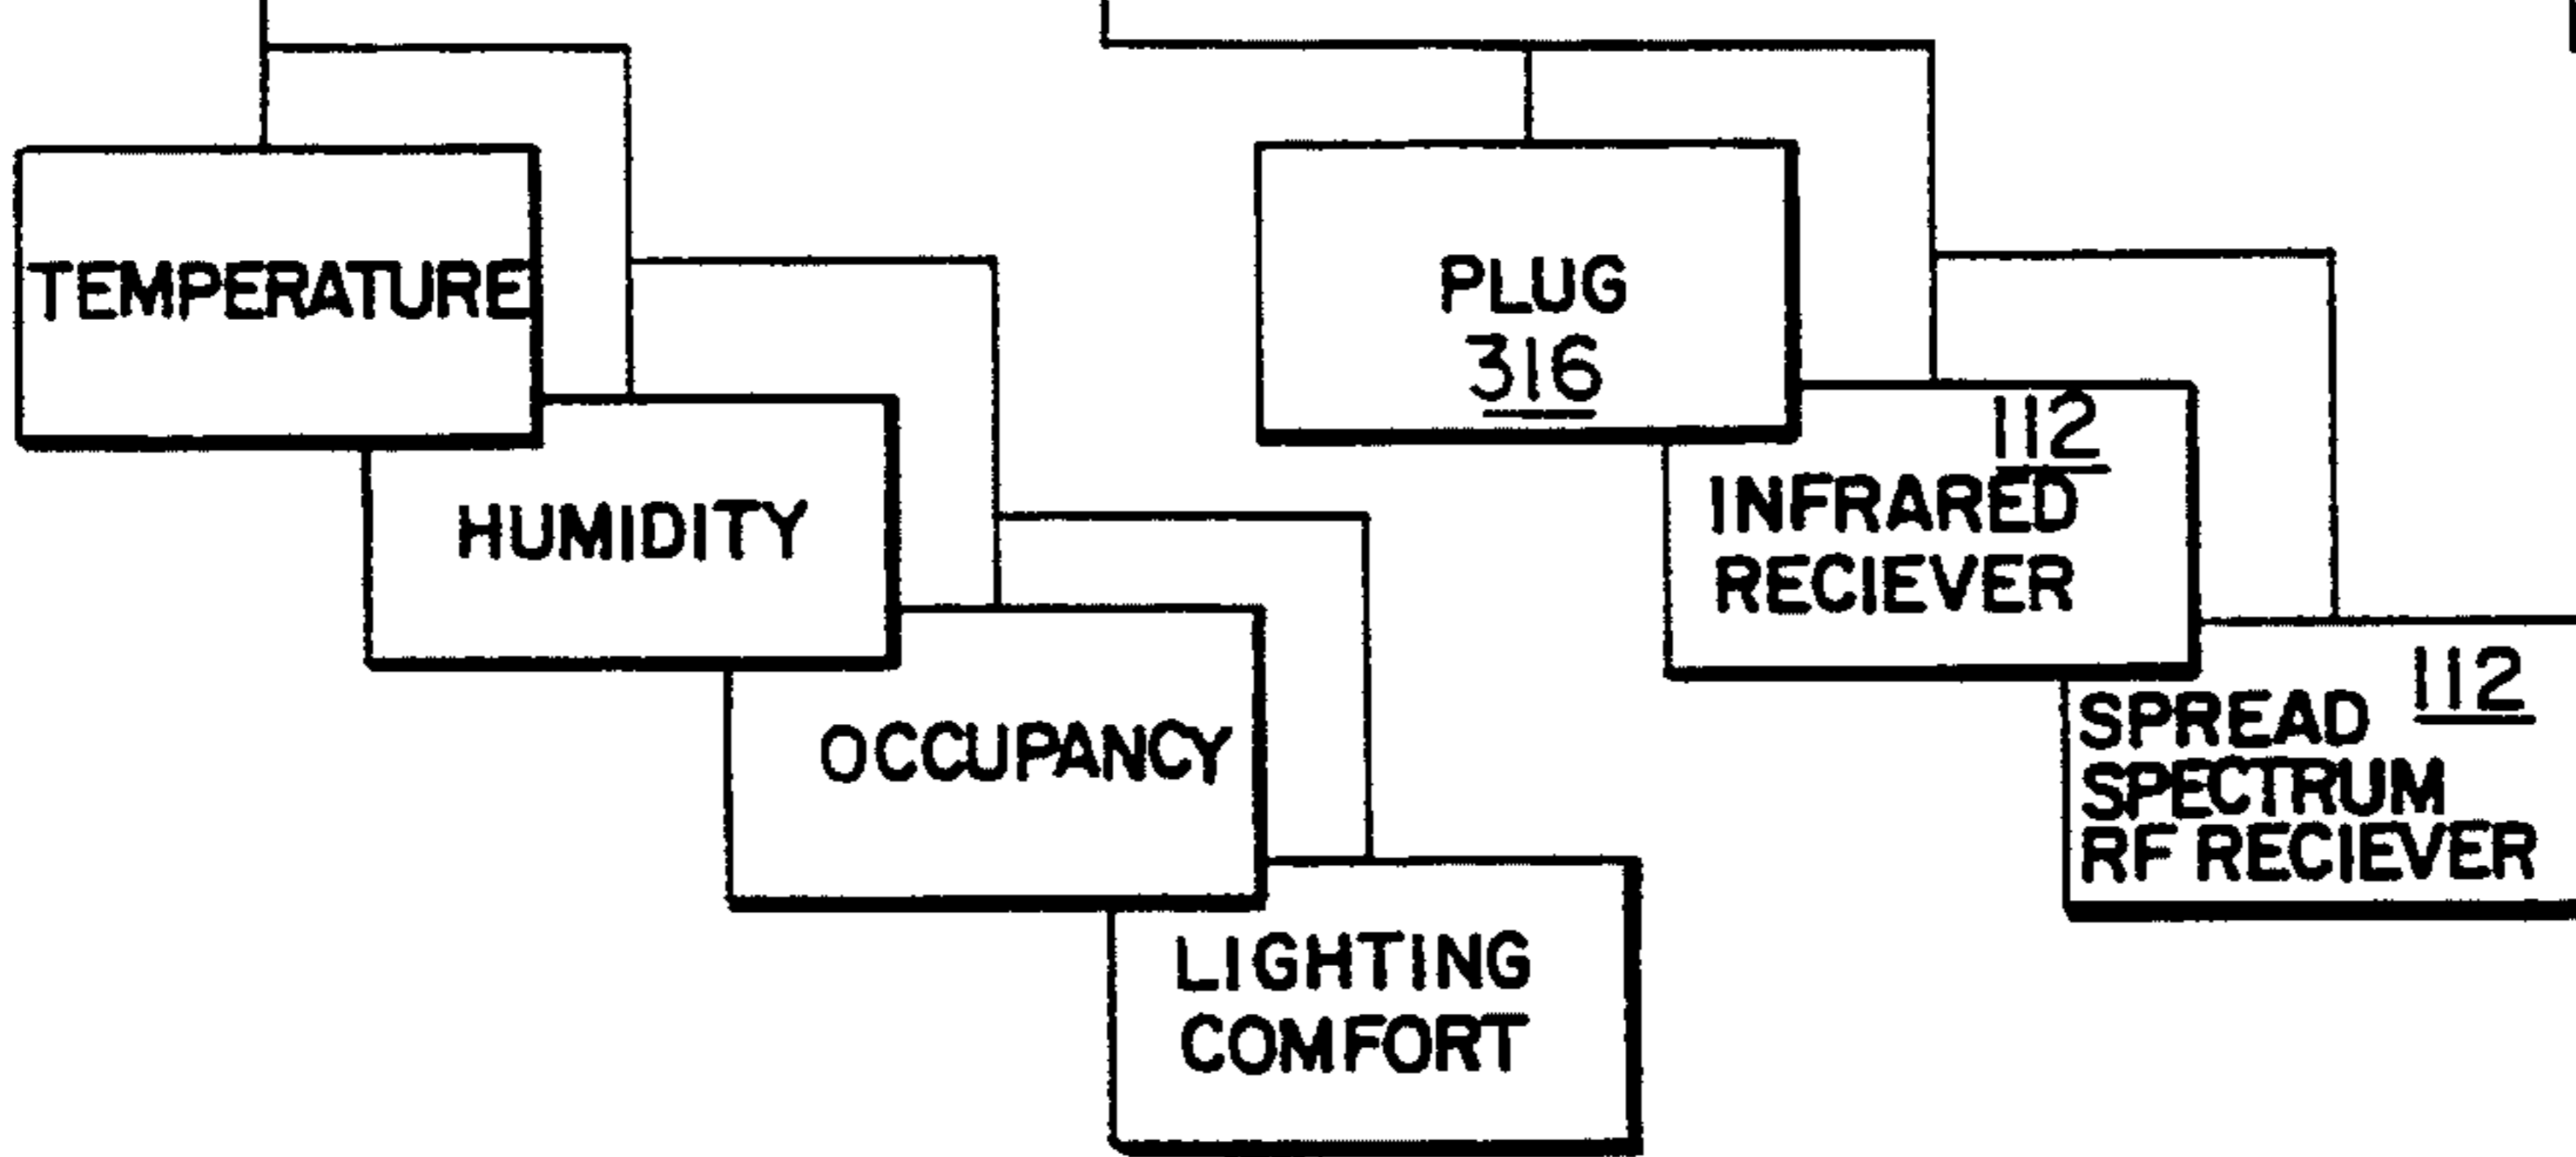 TEMPERATURE
HUMIDITY
OCCUPANCY
LIGHTING
COMFORT
PLUG
316
112
INFRARED
RECIEVER
112
SPREAD
SPECTRUM
RF RECIEVER